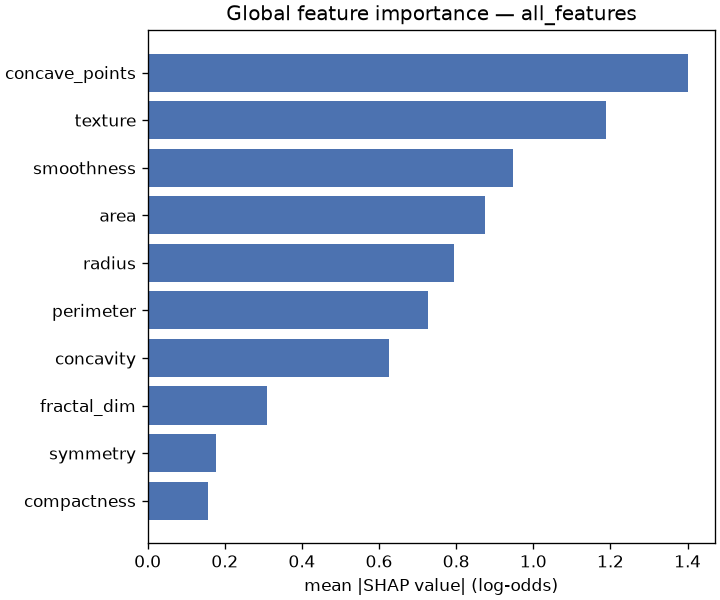 Global feature importance — all_features
concave_points
texture
smoothness
area
radius
perimeter
concavity
fractal_dim
symmetry
compactness
0.0 0.2 0.4 0.6 0.8 1.0 1.2 1.4
mean |SHAP value| (log-odds)